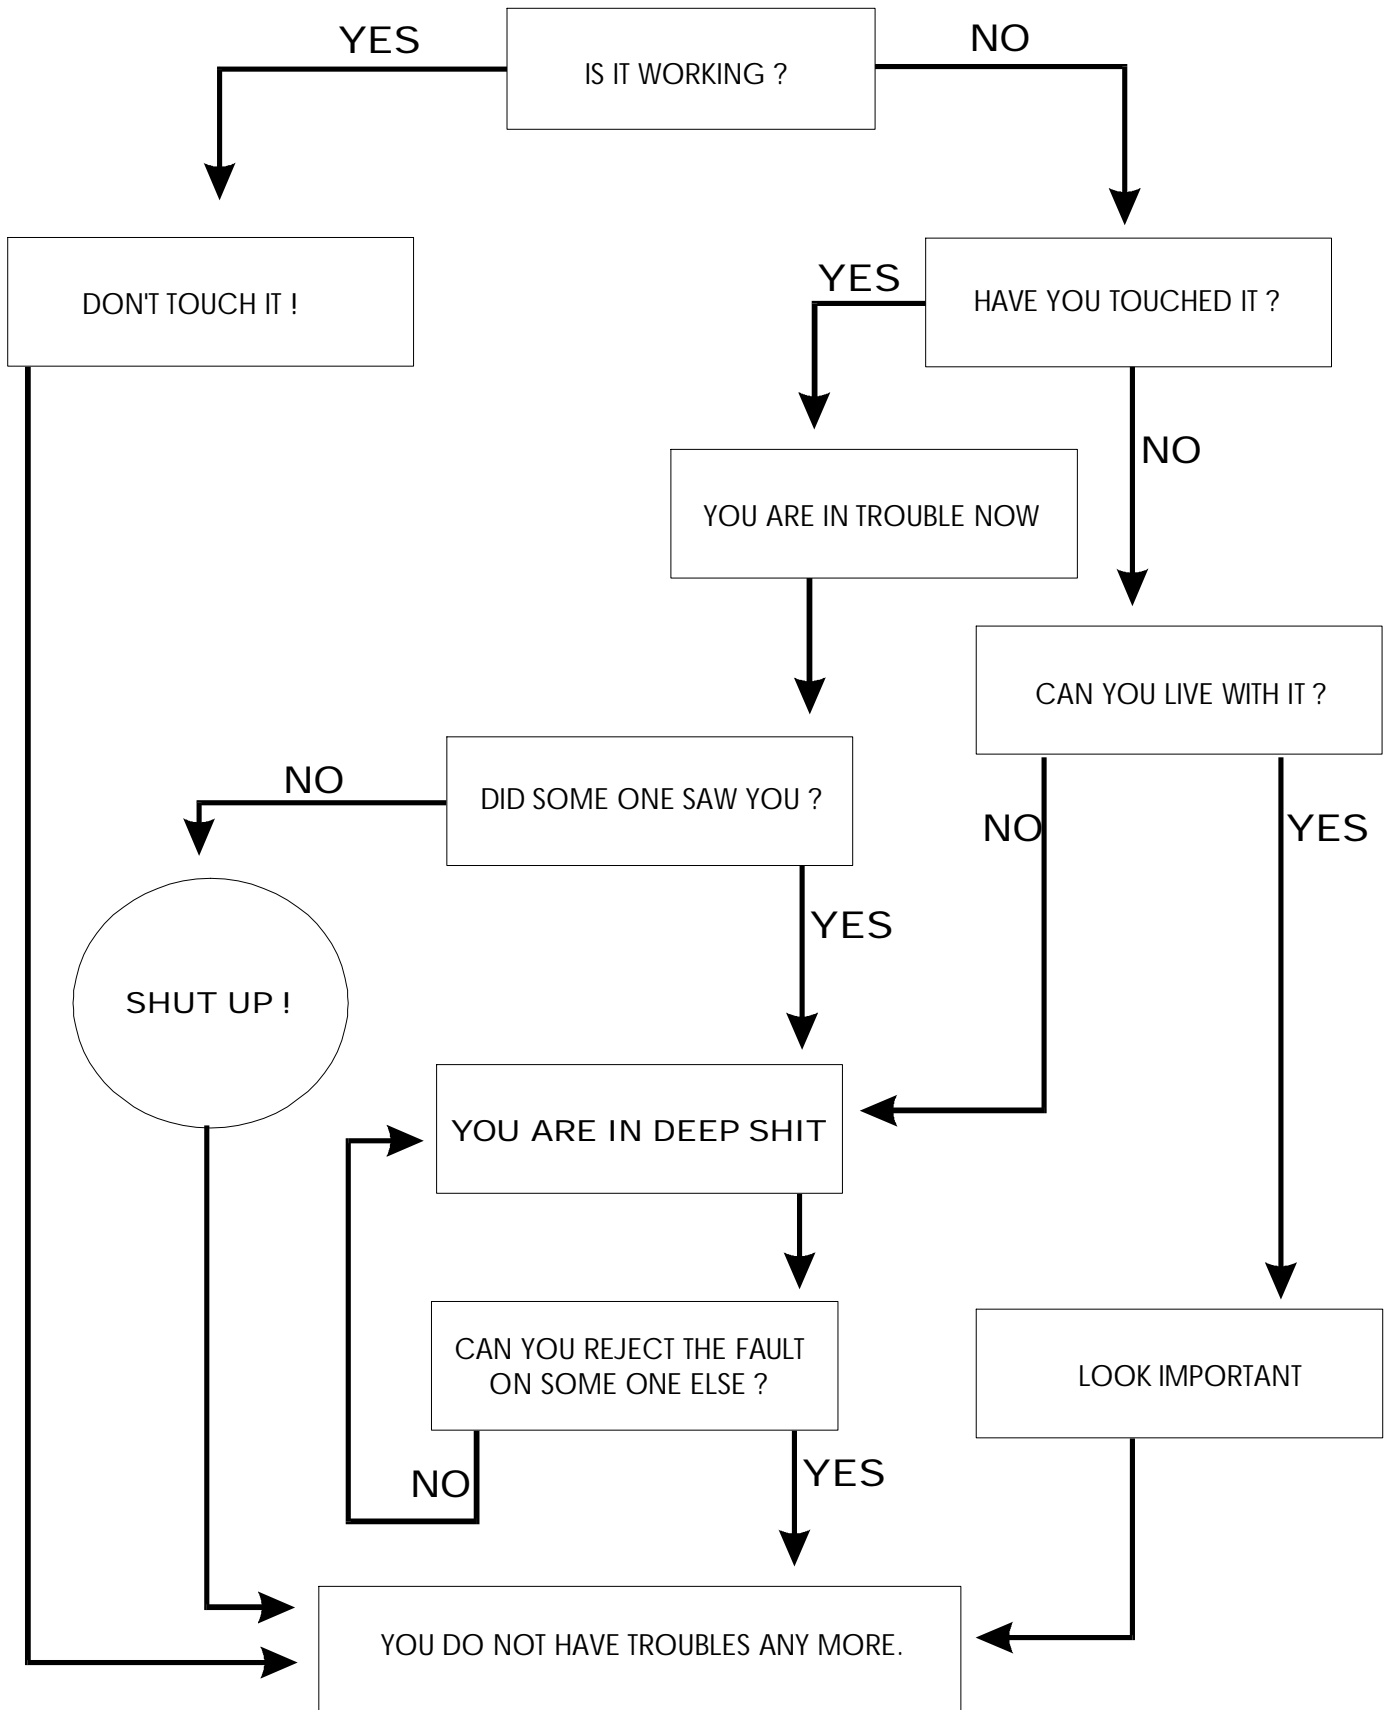 YES
NO
IS IT WORKING ?
DON'T TOUCH IT !
YES
HAVE YOU TOUCHED IT ?
NO
YOU ARE IN TROUBLE NOW
CAN YOU LIVE WITH IT ?
NO
DID SOME ONE SAW YOU ?
NO
YES
YES
SHUT UP !
YOU ARE IN DEEP SHIT
CAN YOU REJECT THE FAULT
ON SOME ONE ELSE ?
LOOK IMPORTANT
NO
YES
YOU DO NOT HAVE TROUBLES ANY MORE.